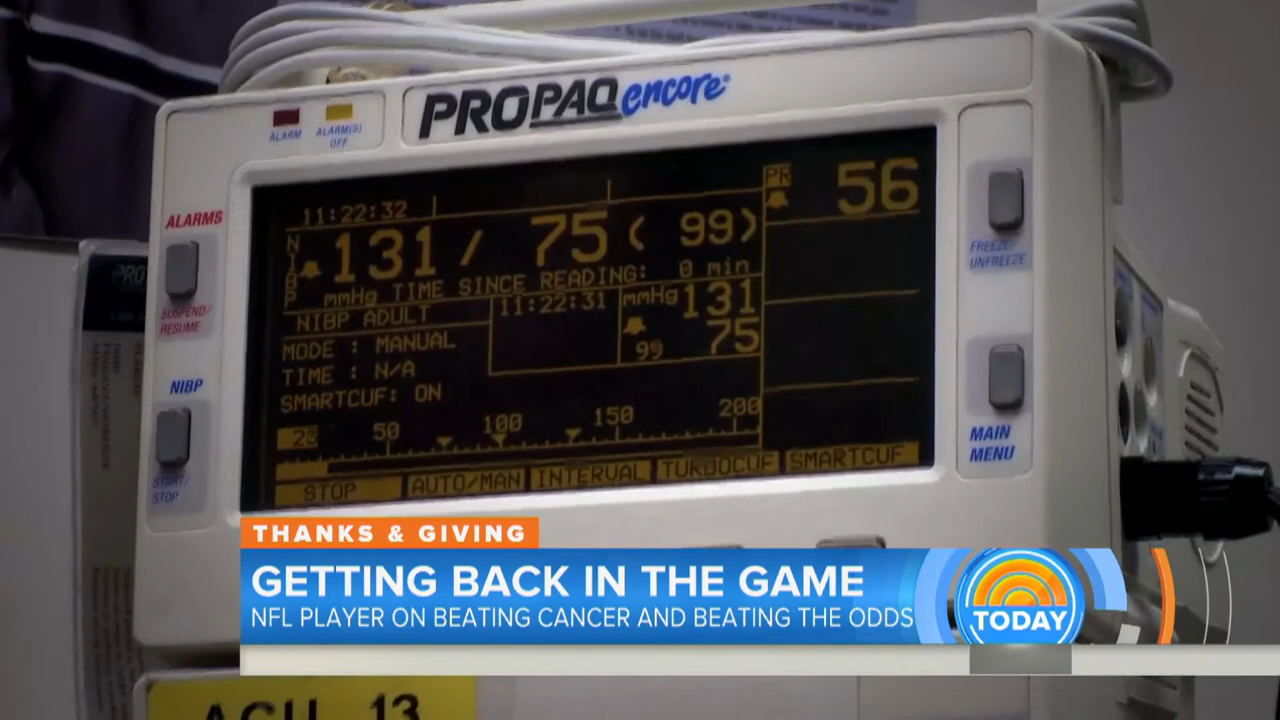 PROPAQ encore
ALARM
ALARM(S) OFF
ALARMS
SUSPEND/
RESUME
NIBP
START/
STOP
11:22:32
NIBP
131/ 75 ( 99)
PR
56
mmHg TIME SINCE READING: 0 min
NIBP ADULT
11:22:31
mmHg 131
75
99
MODE : MANUAL
TIME : N/A
SMARTCUF: ON
25 50 100 150 200
STOP AUTO/MAN INTERVAL TURBOCUF SMARTCUF
FREEZE/
UNFREEZE
MAIN
MENU
THANKS & GIVING
GETTING BACK IN THE GAME
NFL PLAYER ON BEATING CANCER AND BEATING THE ODDS
TODAY
ACU 13